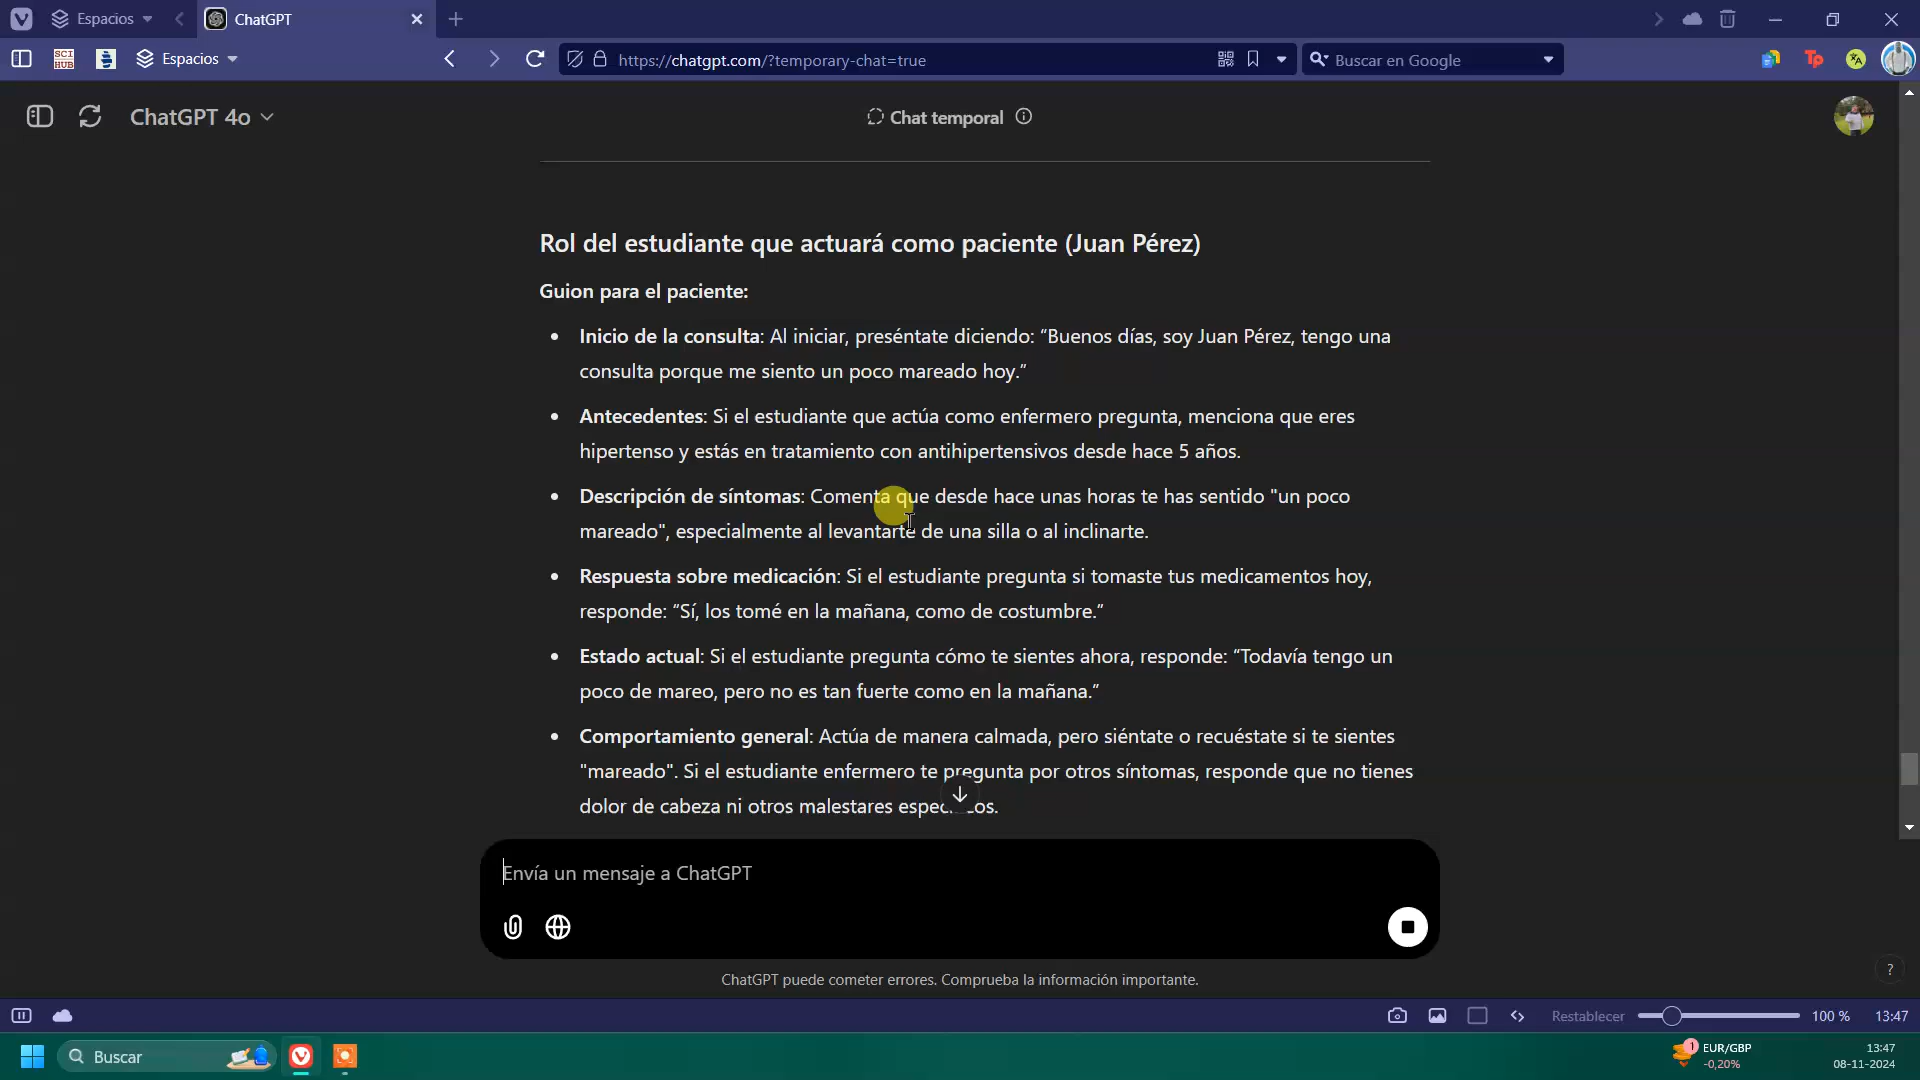 Espacios
ChatGPT
SCI
HUB
Espacios
https://chatgpt.com/?temporary-chat=true
Buscar en Google
Tp
ChatGPT 4o
Chat temporal
Rol del estudiante que actuará como paciente (Juan Pérez)
Guion para el paciente:
Inicio de la consulta: Al iniciar, preséntate diciendo: “Buenos días, soy Juan Pérez, tengo una
consulta porque me siento un poco mareado hoy.”
Antecedentes: Si el estudiante que actúa como enfermero pregunta, menciona que eres
hipertenso y estás en tratamiento con antihipertensivos desde hace 5 años.
Descripción de síntomas: Comenta que desde hace unas horas te has sentido "un poco
mareado", especialmente al levantarte de una silla o al inclinarte.
Respuesta sobre medicación: Si el estudiante pregunta si tomaste tus medicamentos hoy,
responde: “Sí, los tomé en la mañana, como de costumbre.”
Estado actual: Si el estudiante pregunta cómo te sientes ahora, responde: “Todavía tengo un
poco de mareo, pero no es tan fuerte como en la mañana.”
Comportamiento general: Actúa de manera calmada, pero siéntate o recuéstate si te sientes
"mareado". Si el estudiante enfermero te pregunta por otros síntomas, responde que no tienes
dolor de cabeza ni otros malestares específicos.
Envía un mensaje a ChatGPT
ChatGPT puede cometer errores. Comprueba la información importante.
?
Restablecer
100 %
13:47
Buscar
1
EUR/GBP
-0,20%
13:47
08-11-2024